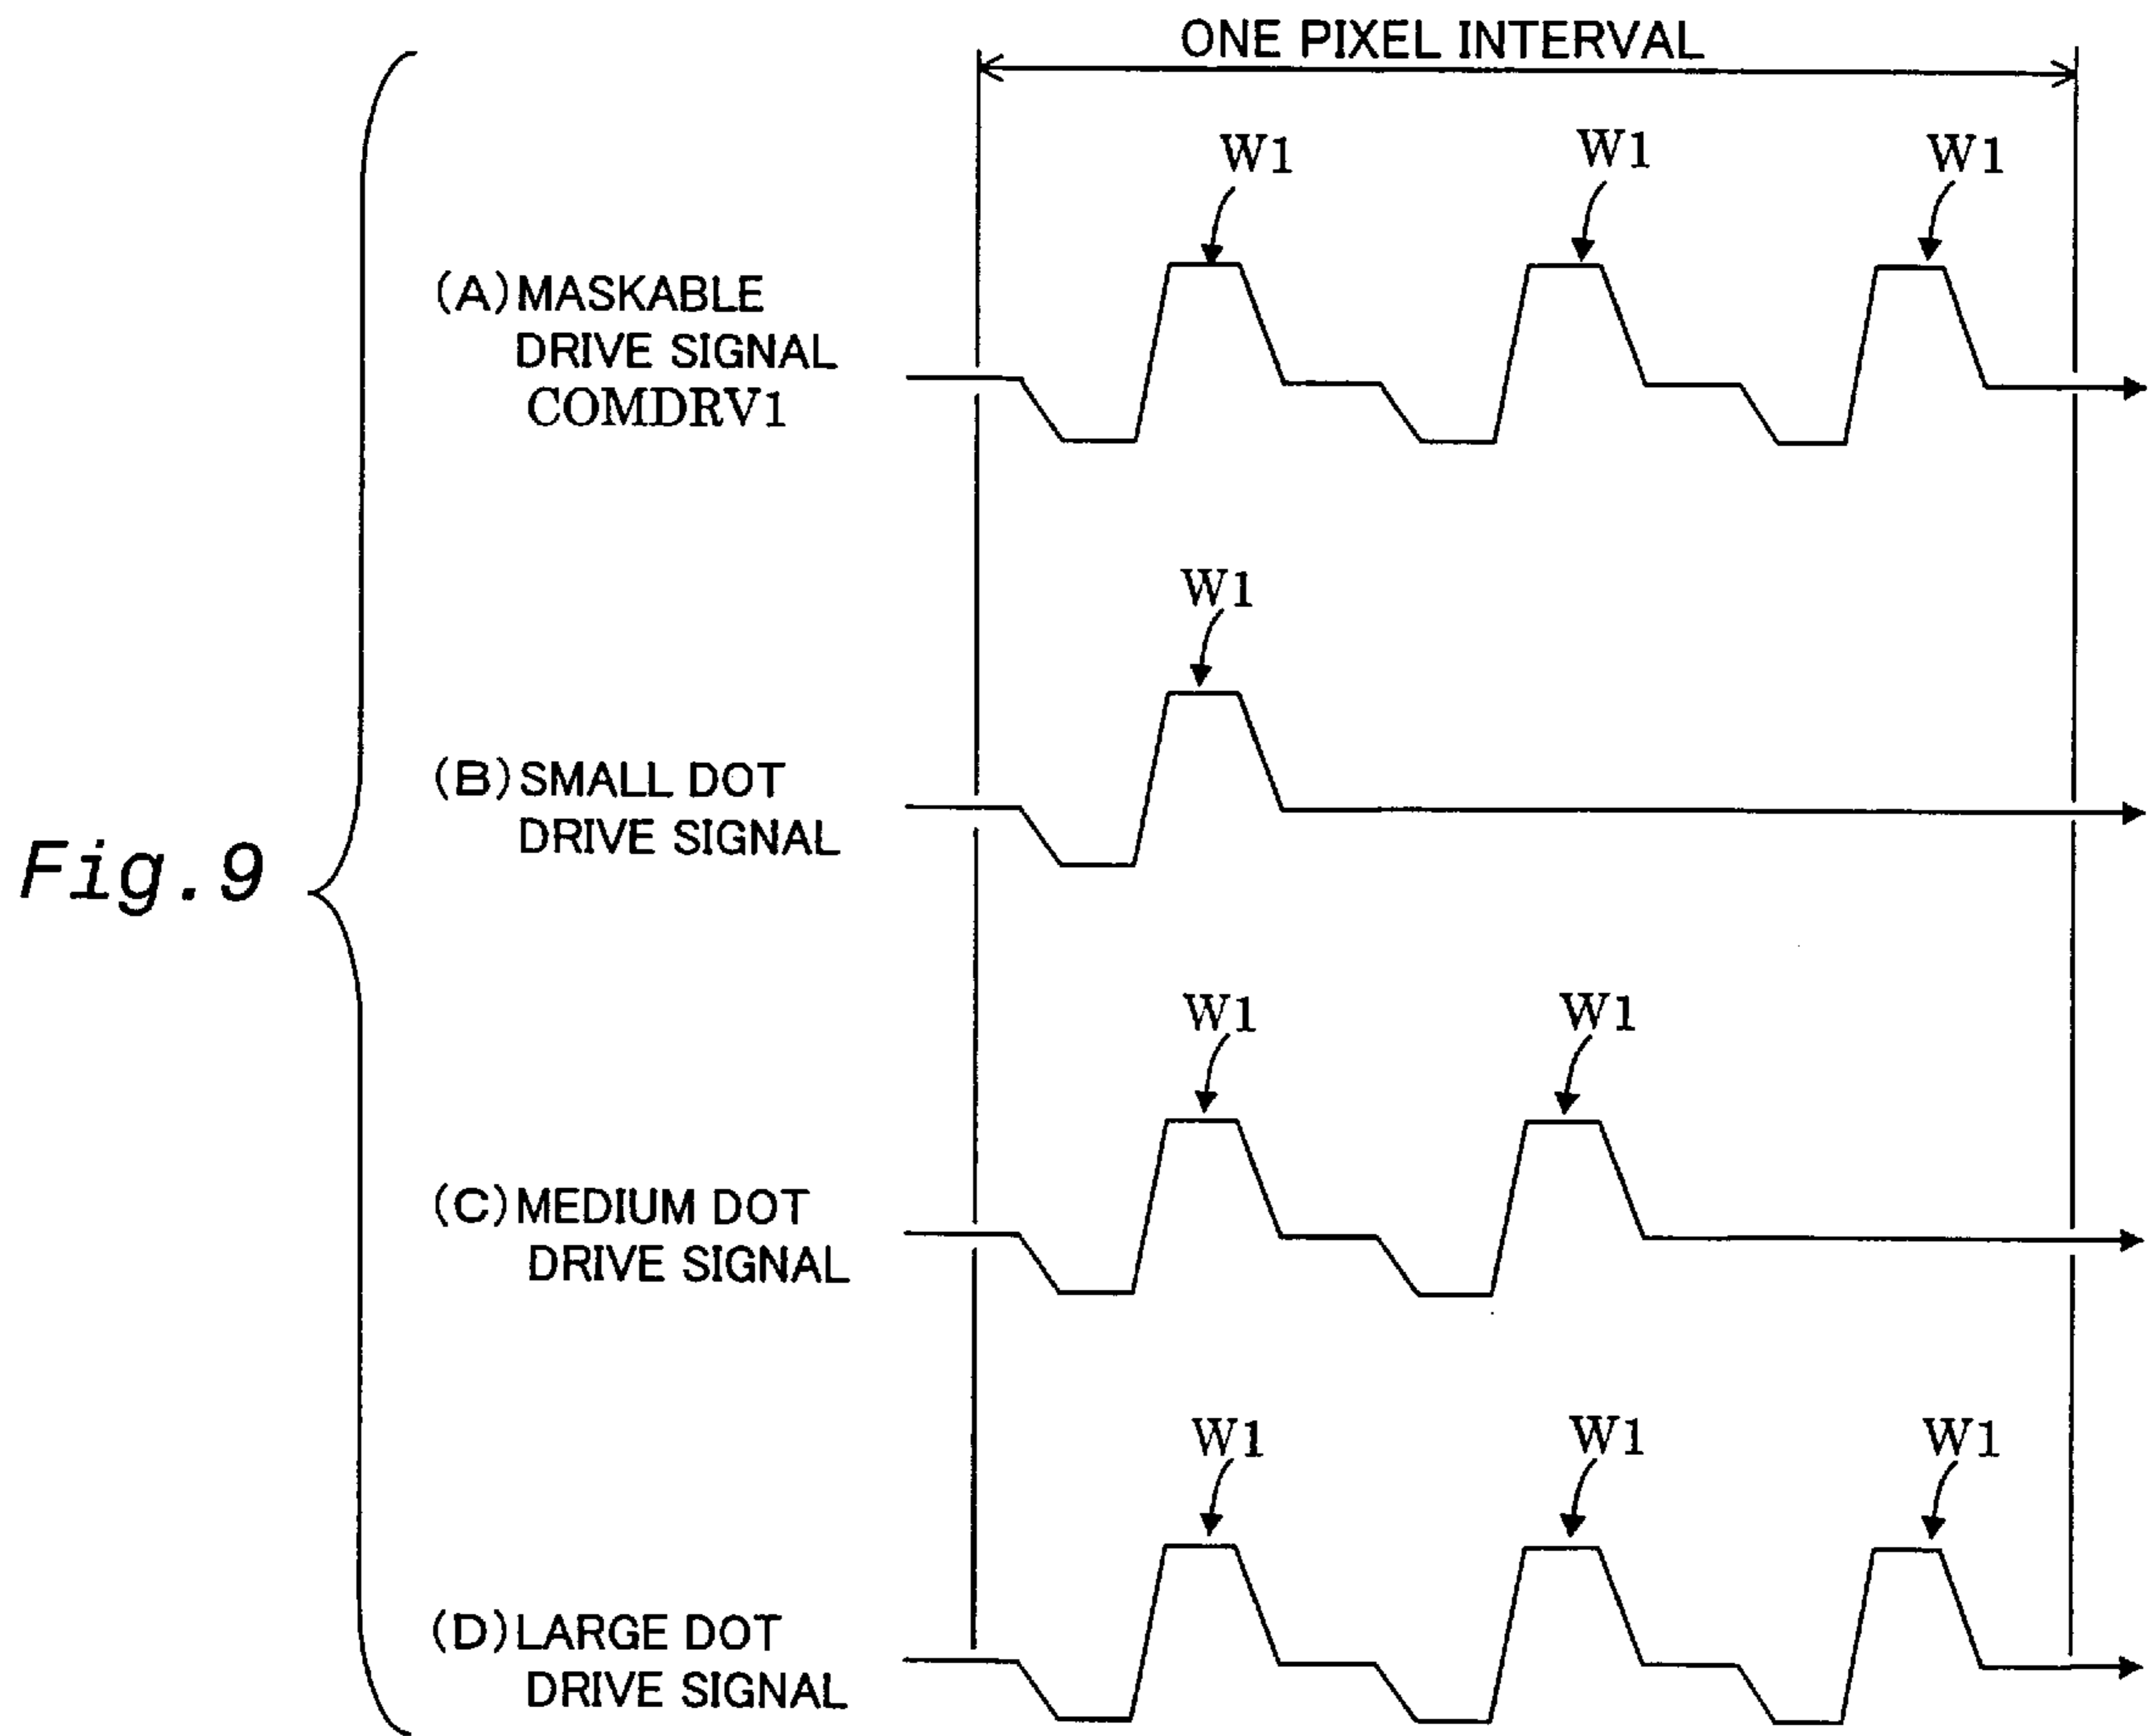 ONE PIXEL INTERVAL
W1 W1 W1
(A) MASKABLE
DRIVE SIGNAL
COMDRV1
W1
(B) SMALL DOT
DRIVE SIGNAL
Fig.9
W1 W1
(C) MEDIUM DOT
DRIVE SIGNAL
W1 W1 W1
(D) LARGE DOT
DRIVE SIGNAL